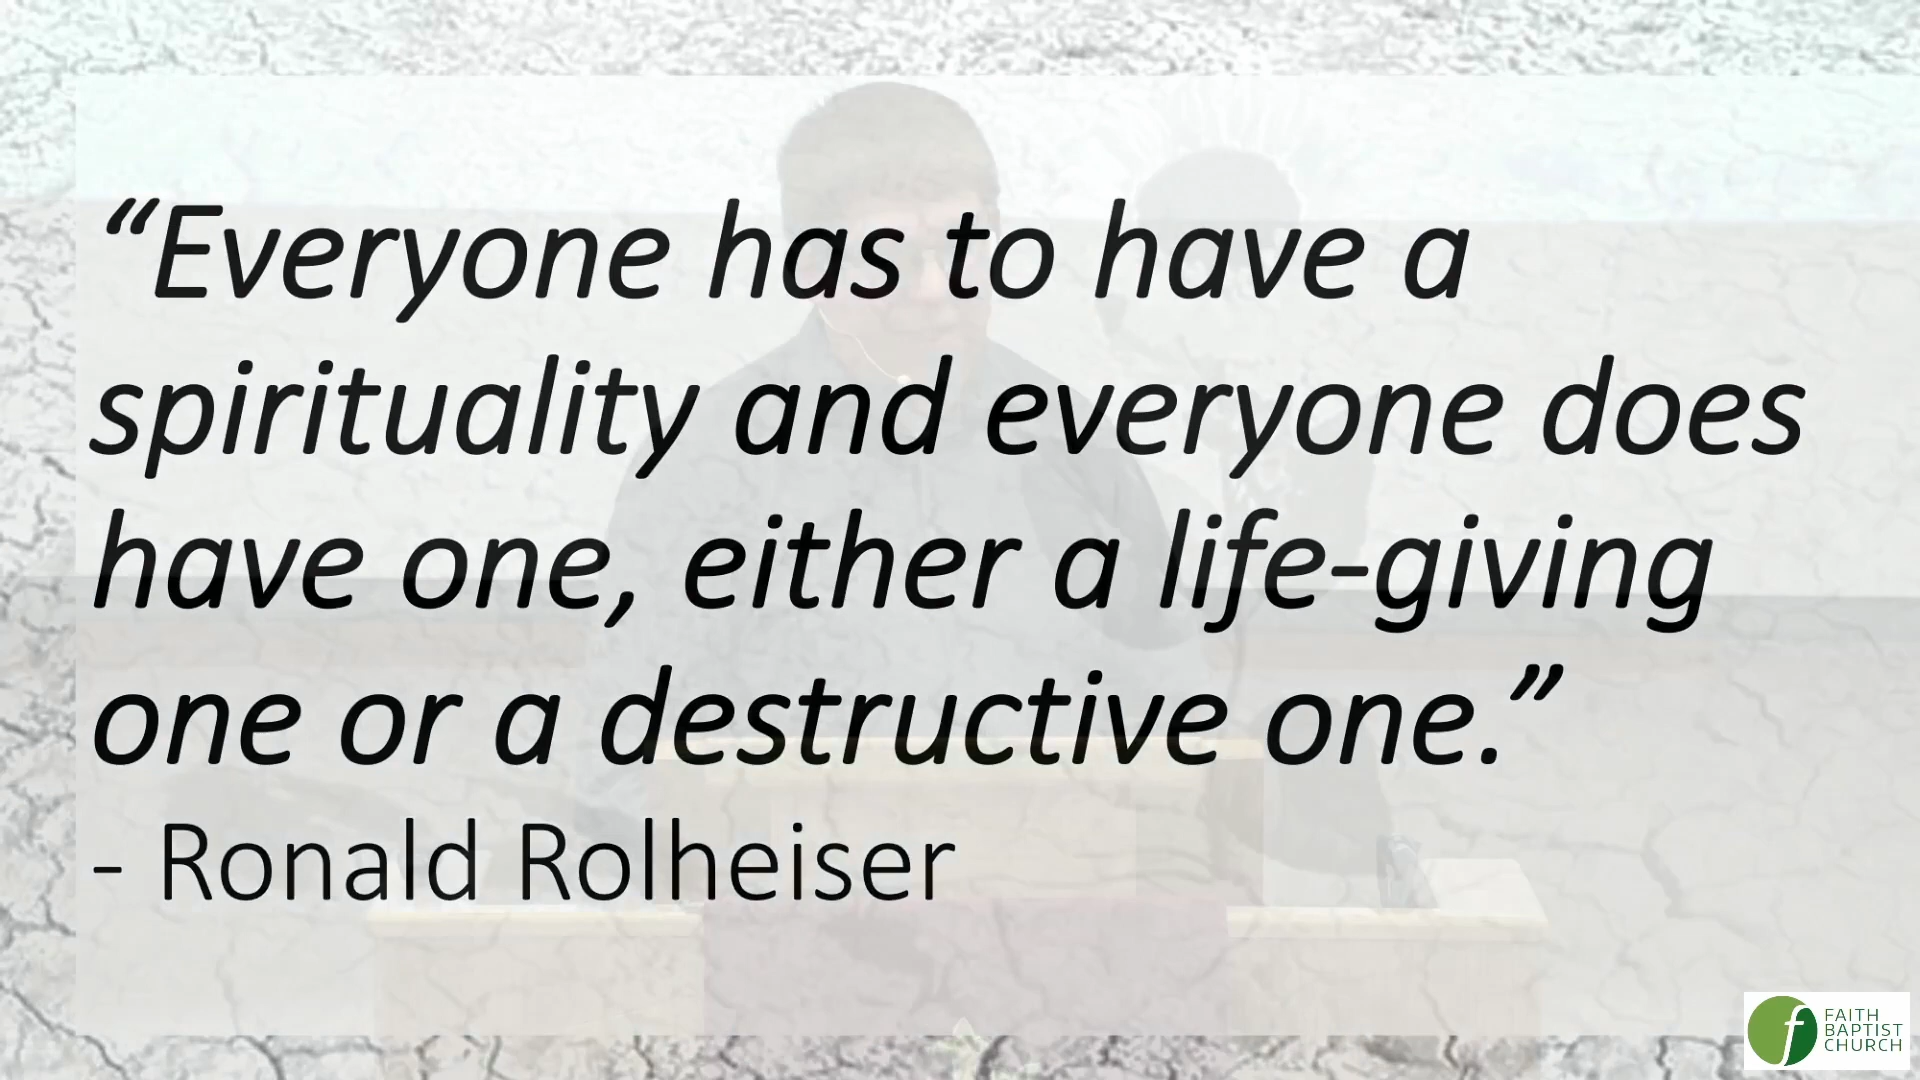 “Everyone has to have a
spirituality and everyone does
have one, either a life-giving
one or a destructive one.”
- Ronald Rolheiser
f
FAITH
BAPTIST
CHURCH